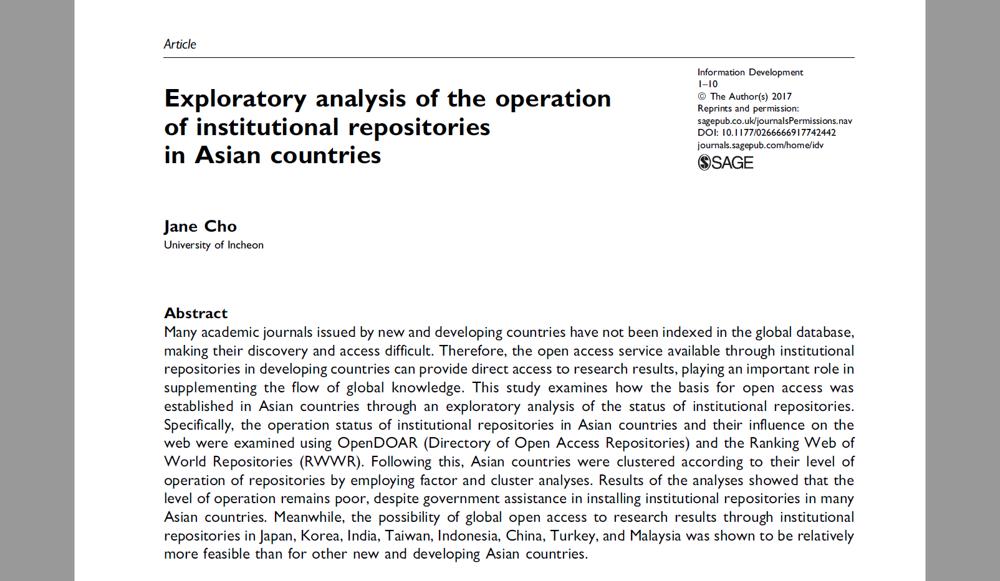 Article
Information Development
1–10
© The Author(s) 2017
Reprints and permission:
sagepub.co.uk/journalsPermissions.nav
DOI: 10.1177/0266666917742442
journals.sagepub.com/home/idv
SAGE
Exploratory analysis of the operation
of institutional repositories
in Asian countries
Jane Cho
University of Incheon
Abstract
Many academic journals issued by new and developing countries have not been indexed in the global database,
making their discovery and access difficult. Therefore, the open access service available through institutional
repositories in developing countries can provide direct access to research results, playing an important role in
supplementing the flow of global knowledge. This study examines how the basis for open access was
established in Asian countries through an exploratory analysis of the status of institutional repositories.
Specifically, the operation status of institutional repositories in Asian countries and their influence on the
web were examined using OpenDOAR (Directory of Open Access Repositories) and the Ranking Web of
World Repositories (RWWR). Following this, Asian countries were clustered according to their level of
operation of repositories by employing factor and cluster analyses. Results of the analyses showed that the
level of operation remains poor, despite government assistance in installing institutional repositories in many
Asian countries. Meanwhile, the possibility of global open access to research results through institutional
repositories in Japan, Korea, India, Taiwan, Indonesia, China, Turkey, and Malaysia was shown to be relatively
more feasible than for other new and developing Asian countries.